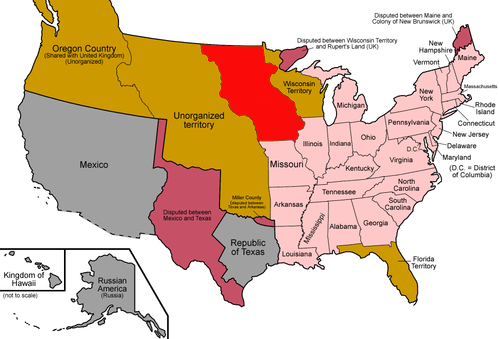 Disputed between Maine and
Colony of New Brunswick (UK)
Oregon Country
(Shared with United Kingdom)
(Unorganized)
Disputed between Wisconsin Territory
and Rupert's Land (UK)
New
Hampshire
Vermont
Maine
Wisconsin
Territory
Massachusetts
Michigan
New
York
Rhode
Island
Connecticut
Unorganized
territory
Pennsylvania
New Jersey
Illinois
Indiana
Ohio
D.C.
Delaware
Maryland
(D.C. = District
of Columbia)
Mexico
Missouri
Virginia
Kentucky
North
Carolina
Tennessee
Miller County
(Disputed between
Texas and Arkansas)
Arkansas
South
Carolina
Disputed between
Mexico and Texas
Mississippi
Alabama
Georgia
Republic
of Texas
Louisiana
Florida
Territory
Kingdom of
Hawaii
(not to scale)
Russian
America
(Russia)